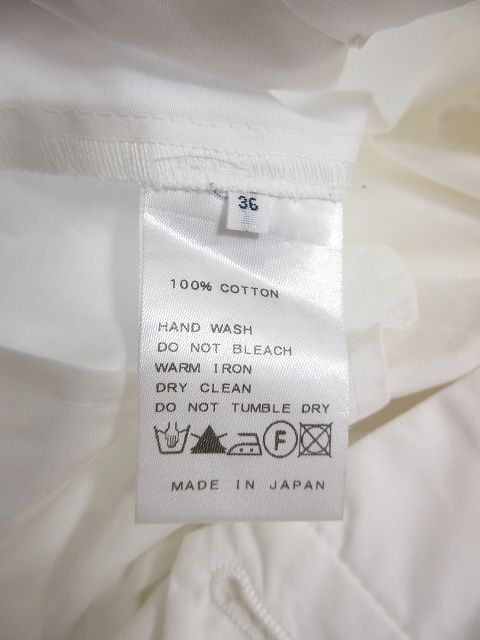 36
100% COTTON
HAND WASH
DO NOT BLEACH
WARM IRON
DRY CLEAN
DO NOT TUMBLE DRY
F
MADE IN JAPAN